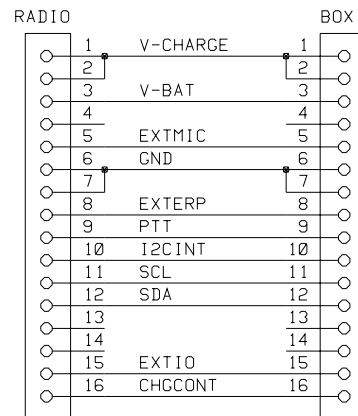 RADIO BOX
1 V-CHARGE 1
2 2
3 V-BAT 3
4 4
5 EXTMIC 5
6 GND 6
7 7
8 EXTERP 8
9 PTT 9
10 I2CINT 10
11 SCL 11
12 SDA 12
13 13
14 14
15 EXTIO 15
16 CHGCONT 16